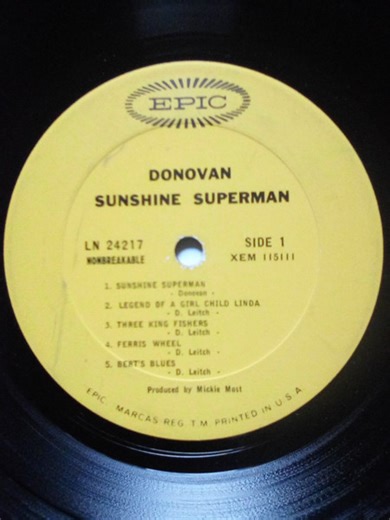 EPIC
DONOVAN
SUNSHINE SUPERMAN
LN 24217
NONBREAKABLE
SIDE 1
XEM 115111
1. SUNSHINE SUPERMAN
- Donovan -
2. LEGEND OF A GIRL CHILD LINDA
- D. Leitch -
3. THREE KING FISHERS
- D. Leitch -
4. FERRIS WHEEL
- D. Leitch -
5. BERT'S BLUES
- D. Leitch -
Produced by Mickie Most
EPIC, MARCAS REG. T.M. PRINTED IN U.S.A.